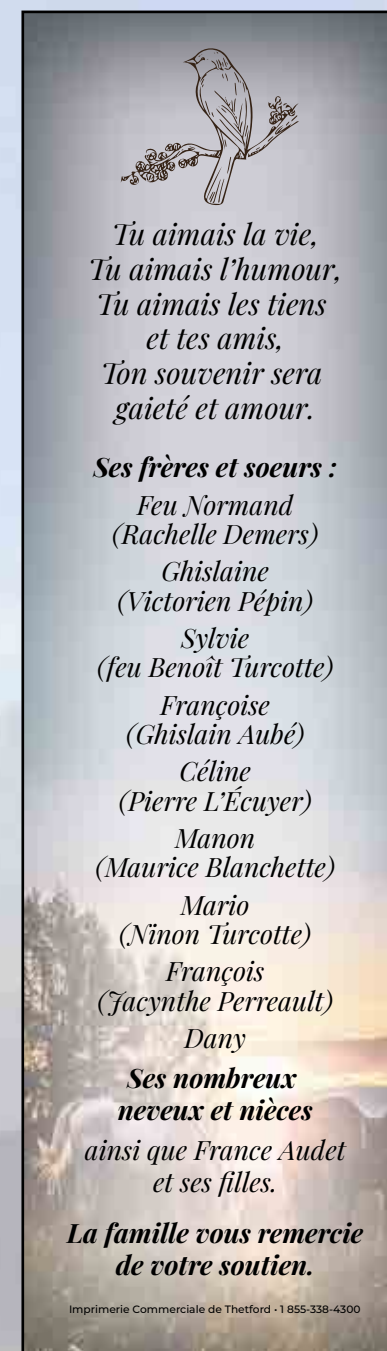 Tu aimais la vie,
Tu aimais l’humour,
Tu aimais les tiens
et tes amis,
Ton souvenir sera
gaieté et amour.
Ses frères et soeurs :
Feu Normand
(Rachelle Demers)
Ghislaine
(Victorien Pépin)
Sylvie
(feu Benoît Turcotte)
Françoise
(Ghislain Aubé)
Céline
(Pierre L’Écuyer)
Manon
(Maurice Blanchette)
Mario
(Ninon Turcotte)
François
(Jacynthe Perreault)
Dany
Ses nombreux
neveux et nièces
ainsi que France Audet
et ses filles.
La famille vous remercie
de votre soutien.
Imprimerie Commerciale de Thetford • 1 855-338-4300